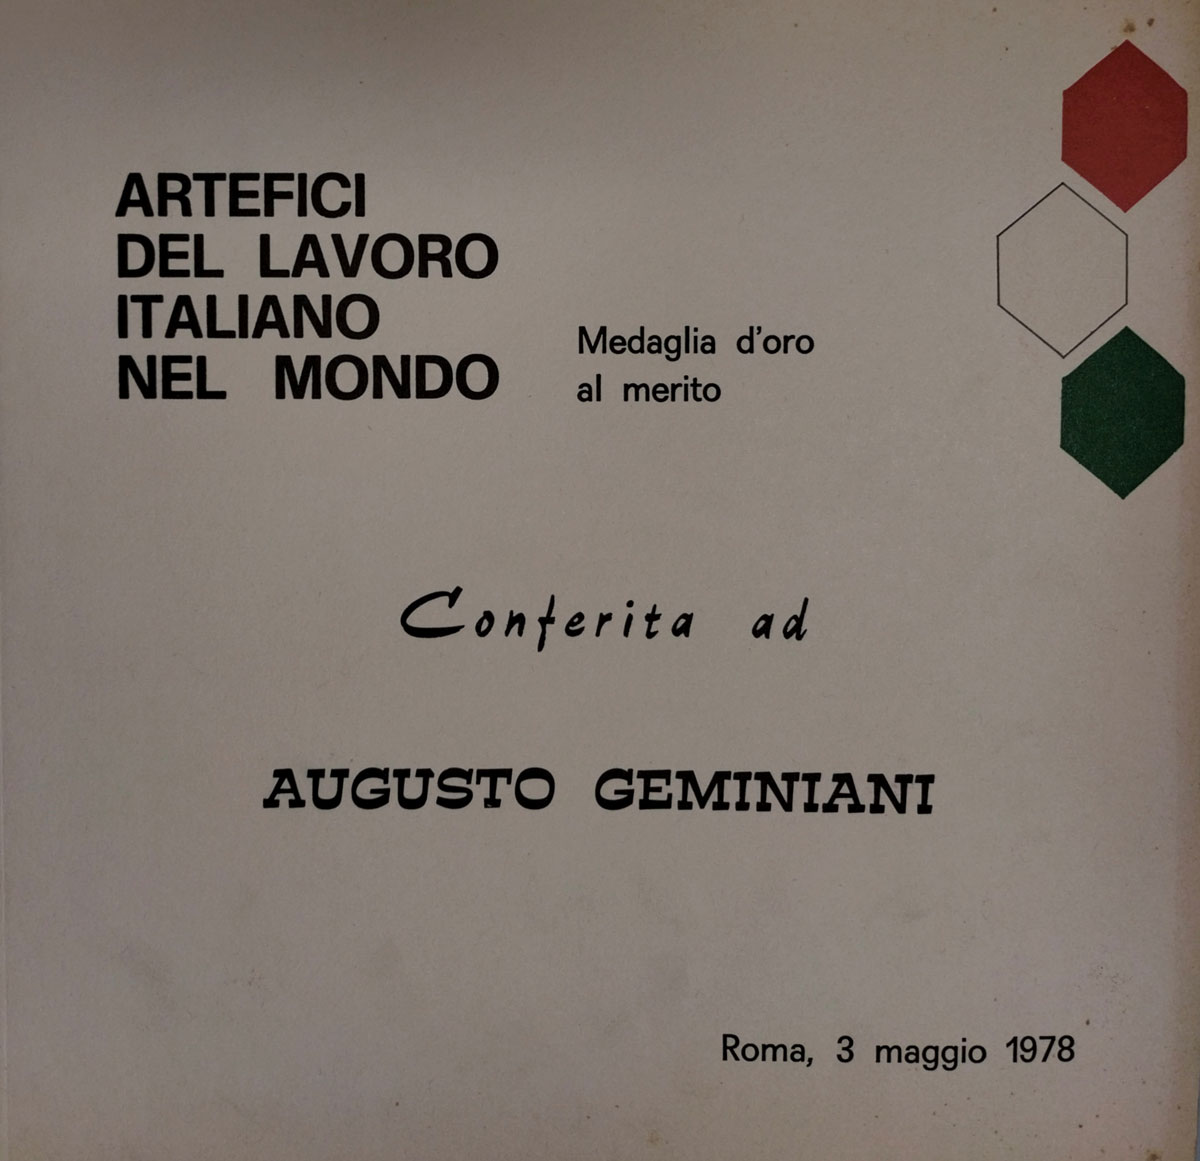 ARTEFICI
DEL LAVORO
ITALIANO
NEL MONDO
Medaglia d'oro
al merito
Conferita ad
AUGUSTO GEMINIANI
Roma, 3 maggio 1978